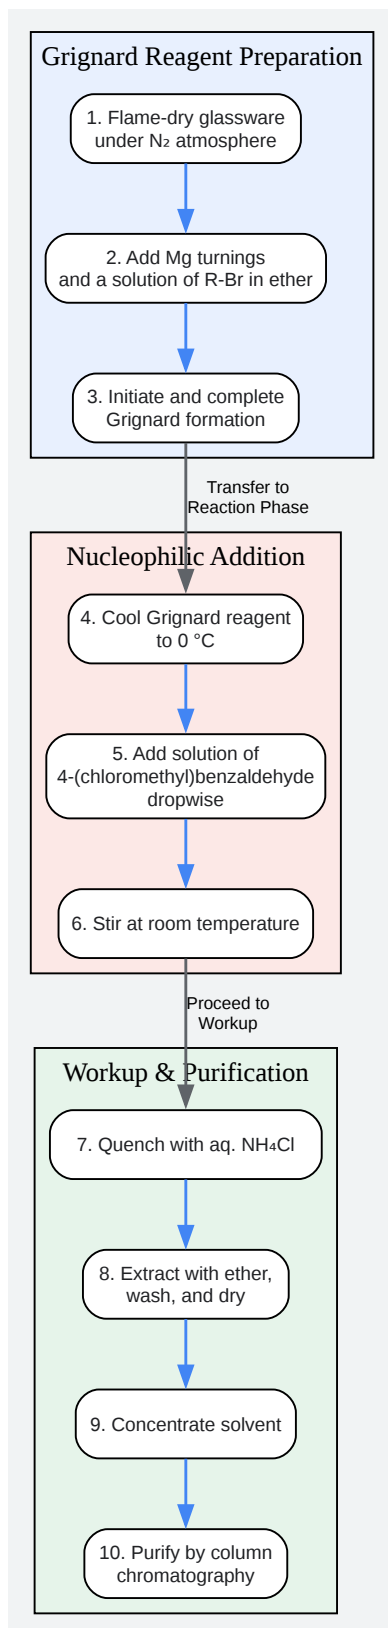 Grignard Reagent Preparation
1. Flame-dry glassware
under N₂ atmosphere
2. Add Mg turnings
and a solution of R-Br in ether
3. Initiate and complete
Grignard formation
Transfer to
Reaction Phase
Nucleophilic Addition
4. Cool Grignard reagent
to 0 °C
5. Add solution of
4-(chloromethyl)benzaldehyde
dropwise
6. Stir at room temperature
Proceed to
Workup
Workup & Purification
7. Quench with aq. NH₄Cl
8. Extract with ether,
wash, and dry
9. Concentrate solvent
10. Purify by column
chromatography